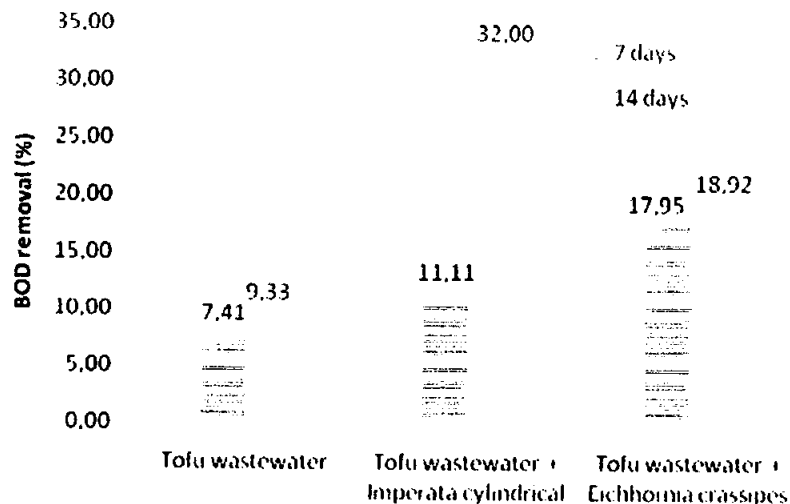 35,00
30,00
25,00
20,00
15,00
10,00
5,00
0,00
BOD removal (%)
7,41
9,33
11,11
32,00
17,95
18,92
7 days
14 days
Tofu wastewater
Tofu wastewater +
Imperata cylindrical
Tofu wastewater +
Eichhornia crassipes